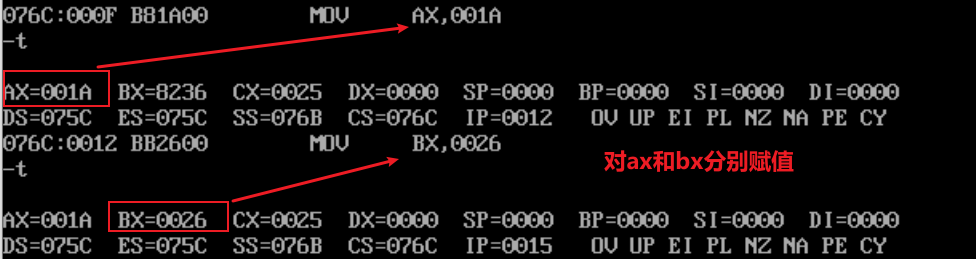 076C:000F B81A00 MOV AX,001A
-t
AX=001A BX=8236 CX=0025 DX=0000 SP=0000 BP=0000 SI=0000 DI=0000
DS=075C ES=075C SS=076B CS=076C IP=0012 OV UP EI PL NZ NA PE CY
076C:0012 BB2600 MOV BX,0026
对ax和bx分别赋值
-t
AX=001A BX=0026 CX=0025 DX=0000 SP=0000 BP=0000 SI=0000 DI=0000
DS=075C ES=075C SS=076B CS=076C IP=0015 OV UP EI PL NZ NA PE CY